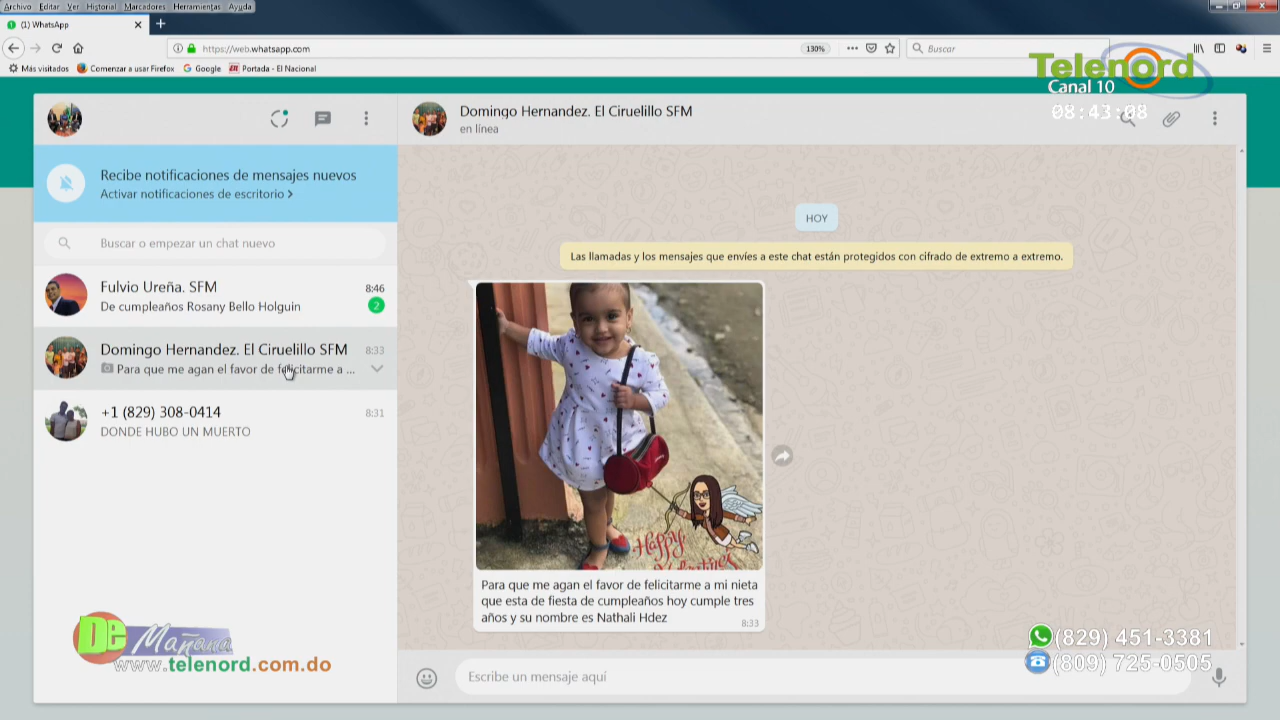 Archivo Editar Ver Historial Marcadores Herramientas Ayuda
(1) WhatsApp
https://web.whatsapp.com
130%
Buscar
Más visitados Comenzar a usar Firefox Google Portada - El Nacional
Telenord
Canal 10
08:43:08
Domingo Hernandez. El Ciruelillo SFM
en línea
Recibe notificaciones de mensajes nuevos
Activar notificaciones de escritorio >
Buscar o empezar un chat nuevo
Fulvio Ureña. SFM 8:46
De cumpleaños Rosany Bello Holguin 2
Domingo Hernandez. El Ciruelillo SFM 8:33
Para que me agan el favor de felicitarme a ...
+1 (829) 308-0414 8:31
DONDE HUBO UN MUERTO
HOY
Las llamadas y los mensajes que envíes a este chat están protegidos con cifrado de extremo a extremo.
Happy
Valentines
Para que me agan el favor de felicitarme a mi nieta
que esta de fiesta de cumpleaños hoy cumple tres
años y su nombre es Nathali Hdez
8:33
Escribe un mensaje aquí
De Mañana
www.telenord.com.do
(829) 451-3381
(809) 725-0505